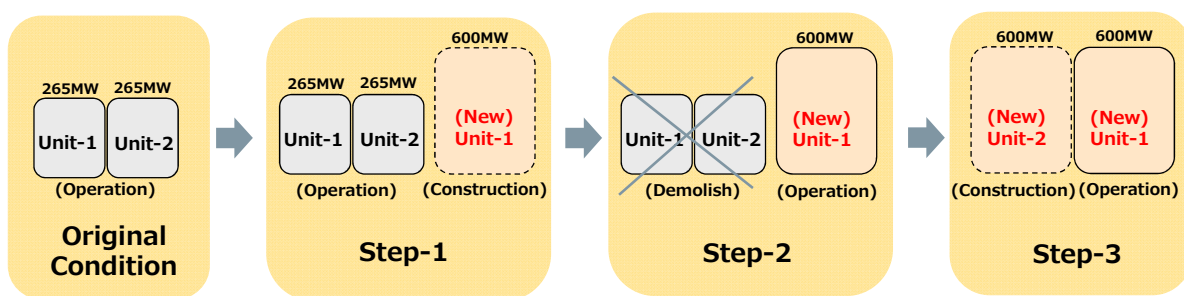 265MW 265MW
Unit-1 Unit-2
(Operation)
Original
Condition
600MW
265MW 265MW
Unit-1 Unit-2
(New)
Unit-1
(Operation) (Construction)
Step-1
600MW
Unit-1 Unit-2
(New)
Unit-1
(Demolish) (Operation)
Step-2
600MW 600MW
(New) (New)
Unit-2 Unit-1
(Construction) (Operation)
Step-3